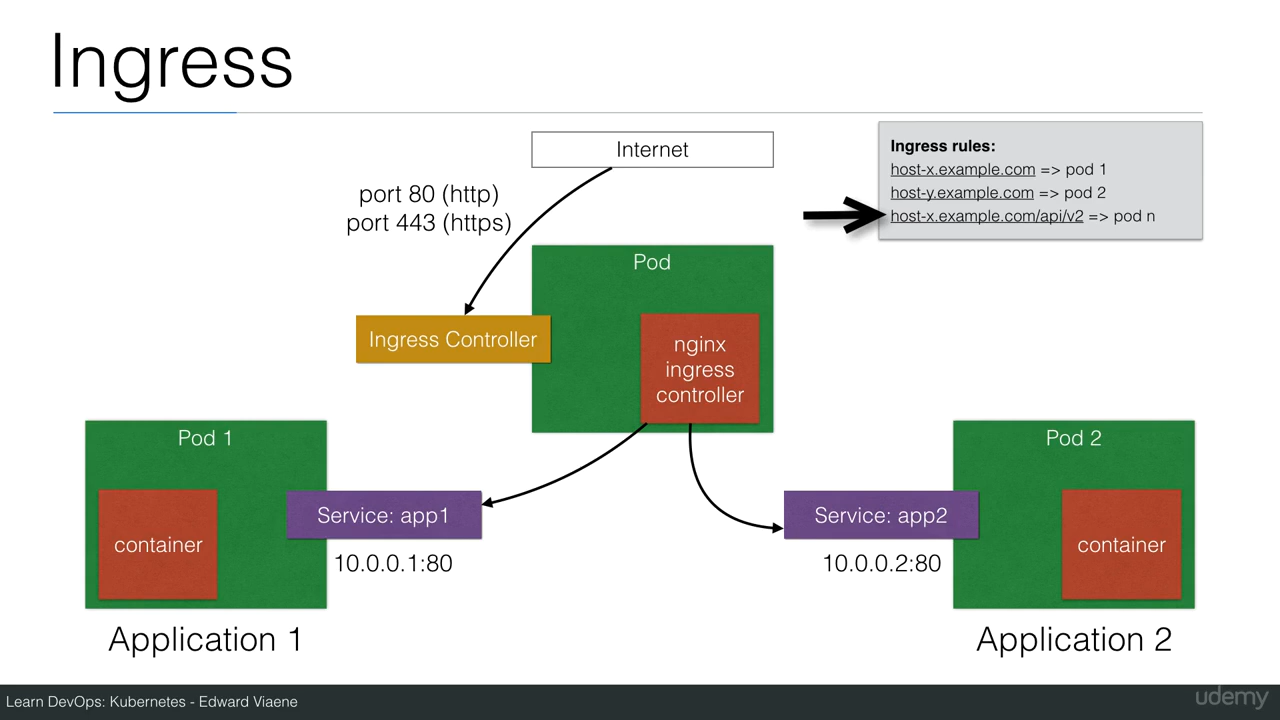 Ingress
Internet
Ingress rules:
host-x.example.com => pod 1
host-y.example.com => pod 2
host-x.example.com/api/v2 => pod n
port 80 (http)
port 443 (https)
Pod
Ingress Controller
nginx
ingress
controller
Pod 1
container
Service: app1
10.0.0.1:80
Application 1
Pod 2
Service: app2
container
10.0.0.2:80
Application 2
Learn DevOps: Kubernetes - Edward Viaene
udemy